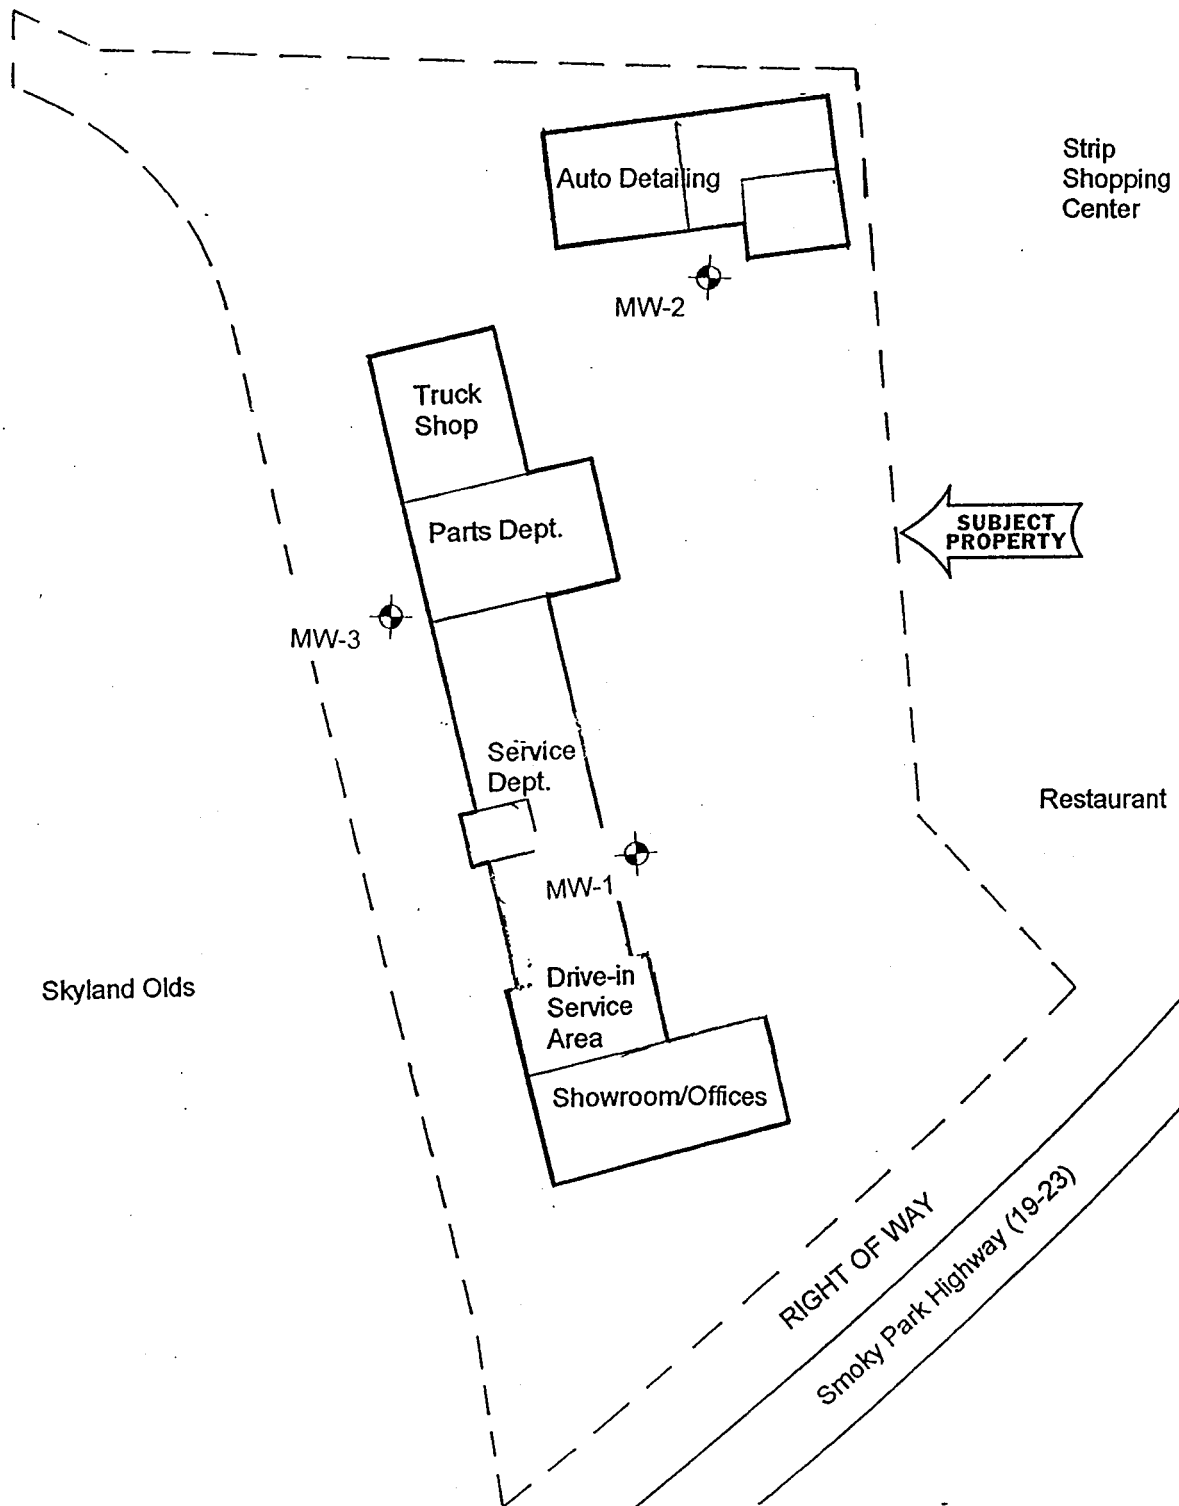 Strip
Shopping
Center
Auto Detailing
MW-2
Truck
Shop
Parts Dept.
SUBJECT
PROPERTY
MW-3
Service
Dept.
Restaurant
MW-1
Skyland Olds
Drive-in
Service
Area
Showroom/Offices
RIGHT OF WAY
Smoky Park Highway (19-23)